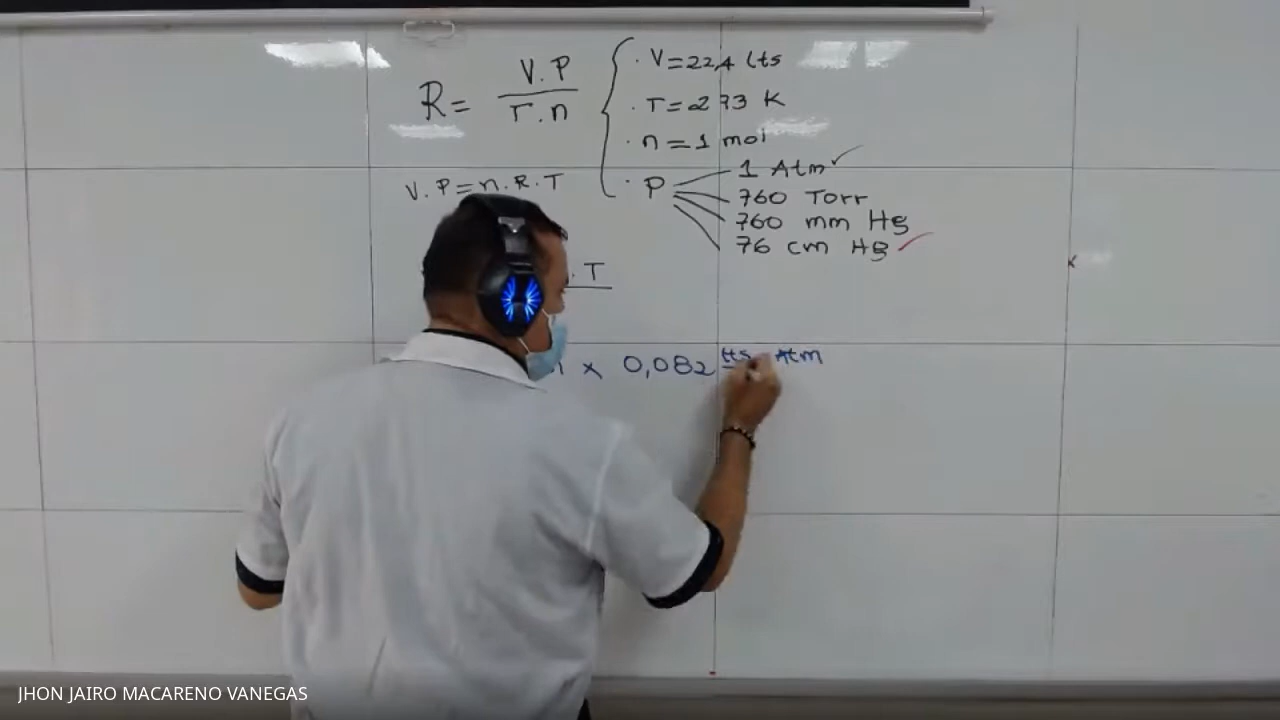 R = V.P / T.n
· V = 22,4 Lts
· T = 273 K
· n = 1 mol
· P
1 Atm ✓
760 Torr
760 mm Hg
76 cm Hg ✓
V.P = n.R.T
. T
x 0,082 Lts. Atm
JHON JAIRO MACARENO VANEGAS